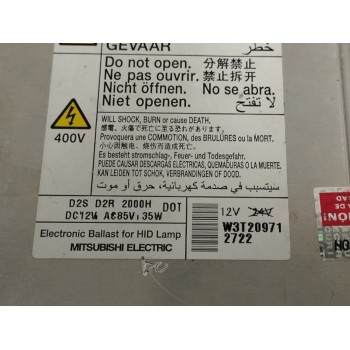 GEVAAR خطر
Do not open. 分解禁止
Ne pas ouvrir. 禁止拆开
Nicht öffnen. No se abra.
Niet openen. لا تفتح
400V
WILL SHOCK, BURN or cause DEATH.
感電、火傷で死亡に至る恐れがあります。
Provoquera une COMMOTION, des BRULÛRES ou la MORT.
小心因触电、烧伤而造成死亡。
Es besteht stromschlag-, Feuer- und Todesgefahr.
PUEDE CAUSAR DESCARGAS ELÉCTRICAS, QUEMADURA O LA MUERTE.
KAN LEIDEN TOT SCHOK, VERBRANDINGEN of DOOD.
سيتسبب في صدمة كهربائية، حرق أو موت
D2S D2R 2000H DOT
DC12V AC85V, 35W
12V 24V
W3T20971
2722
Electronic Ballast for HID Lamp
MITSUBISHI ELECTRIC